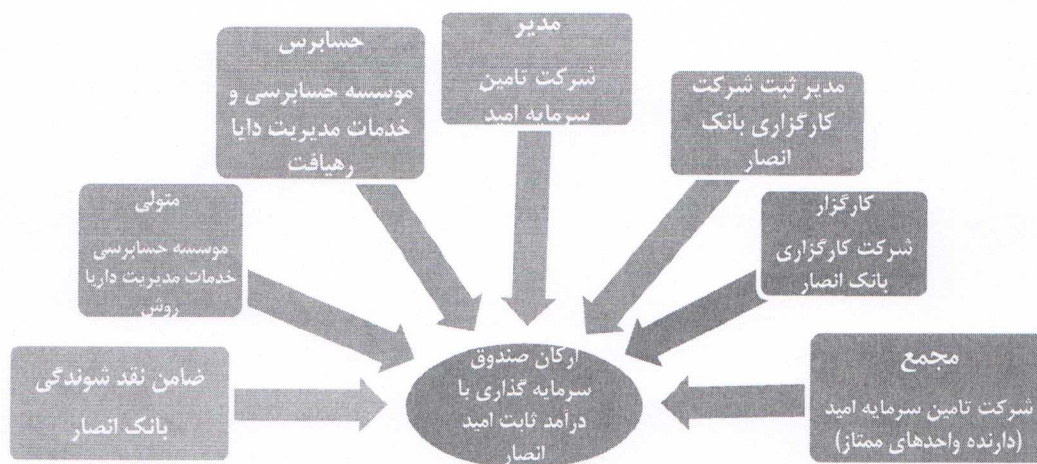 مدیر
شرکت تامین
سرمایه امید
حسابرس
موسسه حسابرسی و
خدمات مدیریت دایا
رهیافت
مدیر ثبت شرکت
کارگزاری بانک
انصار
متولی
موسسه حسابرسی
خدمات مدیریت داریا
روش
کارگزار
شرکت کارگزاری
بانک انصار
ضامن نقد شوندگی
بانک انصار
مجمع
شرکت تامین سرمایه امید
(دارنده واحدهای ممتاز)
ارکان صندوق
سرمایه گذاری با
درآمد ثابت امید
انصار